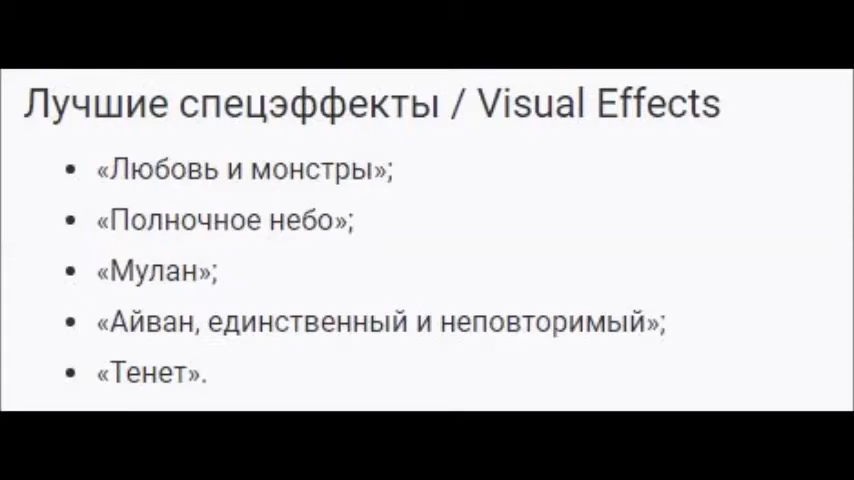 Лучшие спецэффекты / Visual Effects
• «Любовь и монстры»;
• «Полночное небо»;
• «Мулан»;
• «Айван, единственный и неповторимый»;
• «Тенет».